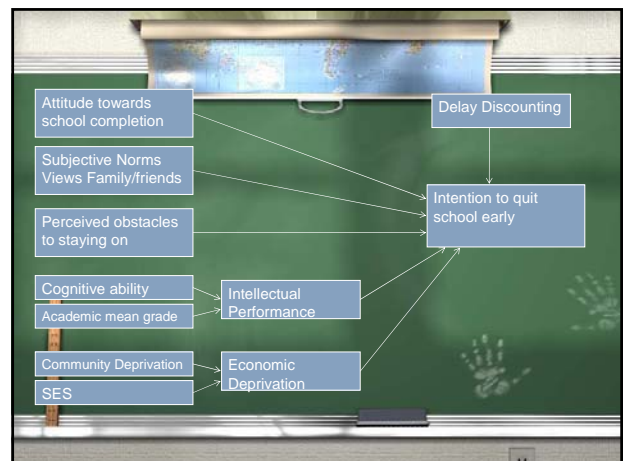 Attitude towards
school completion
Delay Discounting
Subjective Norms
Views Family/friends
Intention to quit
school early
Perceived obstacles
to staying on
Cognitive ability
Academic mean grade
Intellectual
Performance
Community Deprivation
SES
Economic
Deprivation